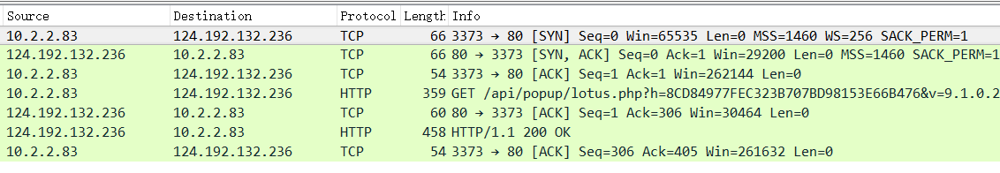 Source Destination Protocol Length Info
10.2.2.83 124.192.132.236 TCP 66 3373 → 80 [SYN] Seq=0 Win=65535 Len=0 MSS=1460 WS=256 SACK_PERM=1
124.192.132.236 10.2.2.83 TCP 66 80 → 3373 [SYN, ACK] Seq=0 Ack=1 Win=29200 Len=0 MSS=1460 SACK_PERM=1
10.2.2.83 124.192.132.236 TCP 54 3373 → 80 [ACK] Seq=1 Ack=1 Win=262144 Len=0
10.2.2.83 124.192.132.236 HTTP 359 GET /api/popup/lotus.php?h=8CD84977FEC323B707BD98153E66B476&v=9.1.0.2
124.192.132.236 10.2.2.83 TCP 60 80 → 3373 [ACK] Seq=1 Ack=306 Win=30464 Len=0
124.192.132.236 10.2.2.83 HTTP 458 HTTP/1.1 200 OK
10.2.2.83 124.192.132.236 TCP 54 3373 → 80 [ACK] Seq=306 Ack=405 Win=261632 Len=0